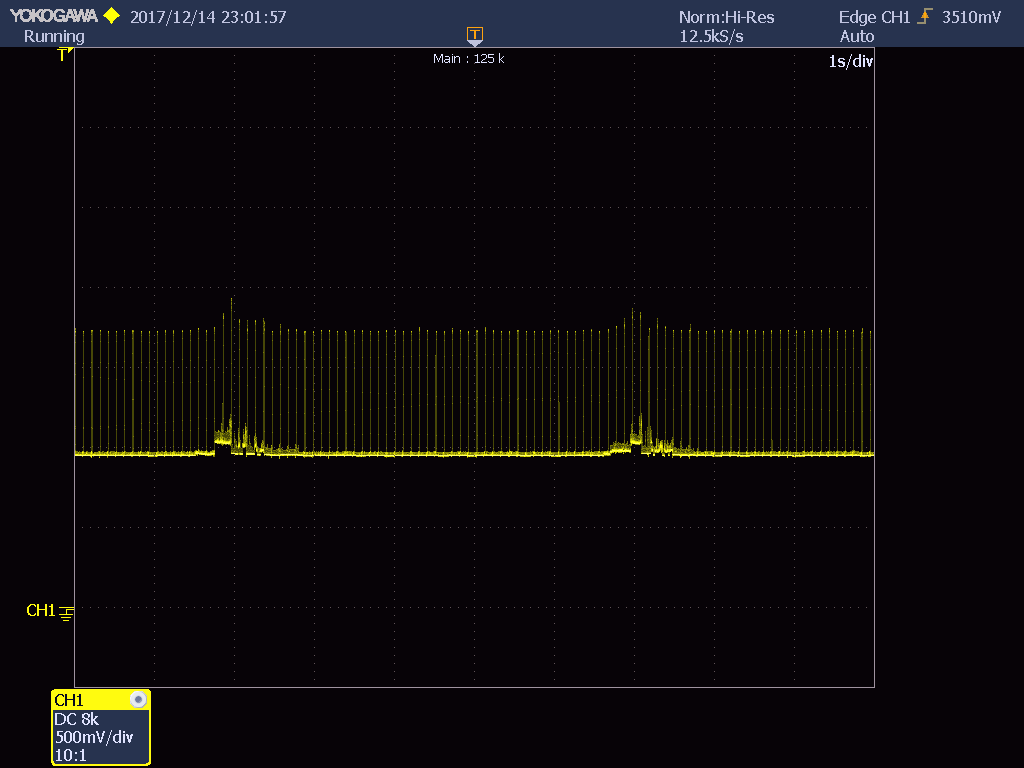 YOKOGAWA 2017/12/14 23:01:57 Norm:Hi-Res Edge CH1 3510mV
Running 12.5kS/s Auto
T
T Main : 125 k 1s/div
CH1
CH1
DC 8k
500mV/div
10:1